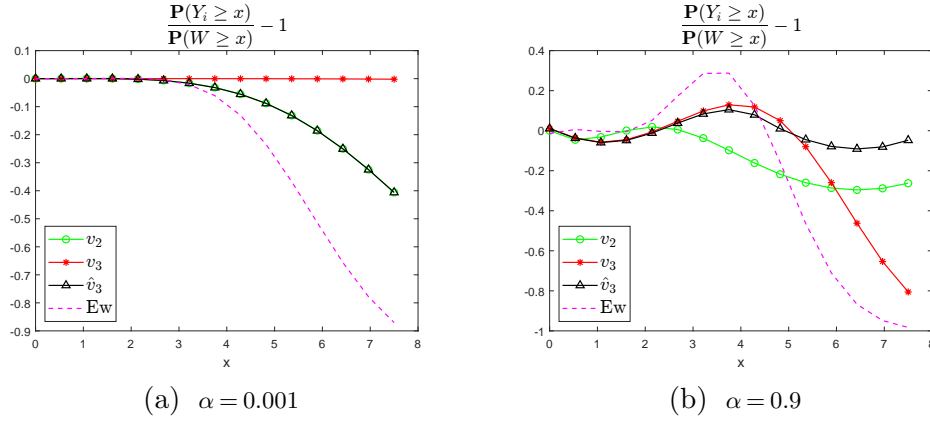 P(Y_i ≥ x)
P(W ≥ x) − 1
0.1
0
-0.1
-0.2
-0.3
-0.4
-0.5
-0.6
-0.7
-0.8
-0.9
v_2
v_3
v̂_3
Ew
0 1 2 3 4 5 6 7 8
x
(a) α = 0.001
P(Y_i ≥ x)
P(W ≥ x) − 1
0.4
0.2
0
-0.2
-0.4
-0.6
-0.8
-1
v_2
v_3
v̂_3
Ew
0 1 2 3 4 5 6 7 8
x
(b) α = 0.9